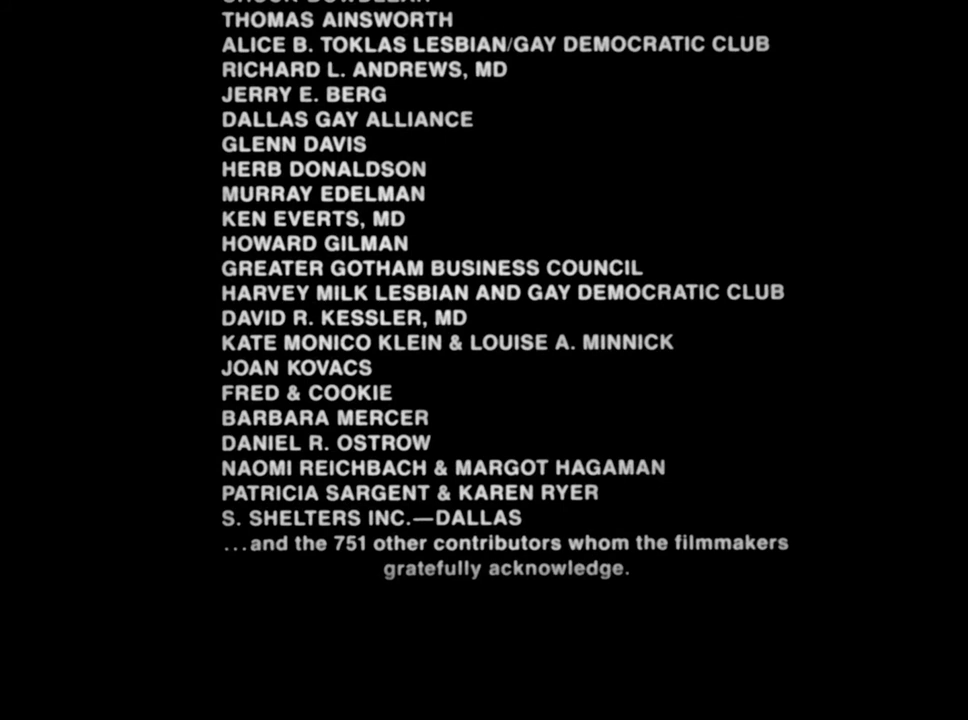 THOMAS AINSWORTH
ALICE B. TOKLAS LESBIAN/GAY DEMOCRATIC CLUB
RICHARD L. ANDREWS, MD
JERRY E. BERG
DALLAS GAY ALLIANCE
GLENN DAVIS
HERB DONALDSON
MURRAY EDELMAN
KEN EVERTS, MD
HOWARD GILMAN
GREATER GOTHAM BUSINESS COUNCIL
HARVEY MILK LESBIAN AND GAY DEMOCRATIC CLUB
DAVID R. KESSLER, MD
KATE MONICO KLEIN & LOUISE A. MINNICK
JOAN KOVACS
FRED & COOKIE
BARBARA MERCER
DANIEL R. OSTROW
NAOMI REICHBACH & MARGOT HAGAMAN
PATRICIA SARGENT & KAREN RYER
S. SHELTERS INC.—DALLAS
...and the 751 other contributors whom the filmmakers
gratefully acknowledge.